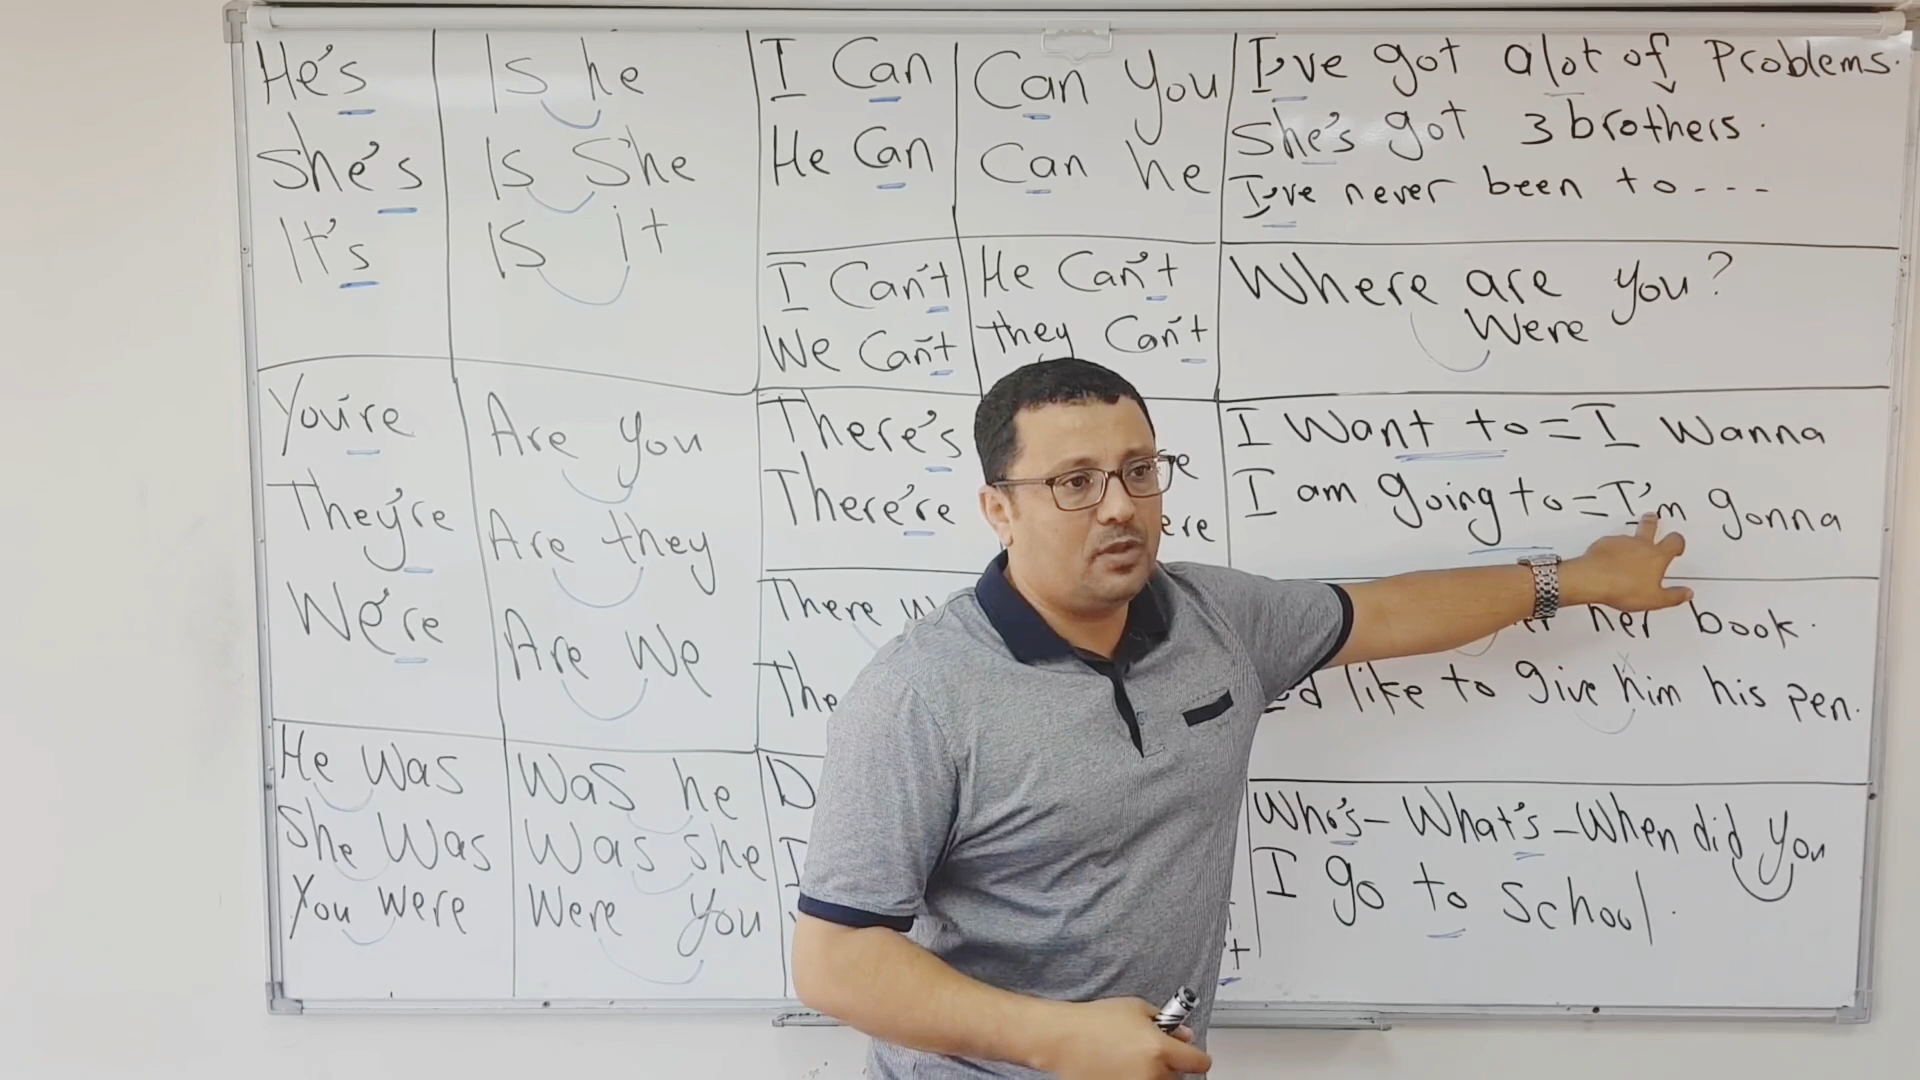 He's
She's
It's
Is he
Is She
Is it
I Can
He Can
Can You
Can he
I've got alot of Problems.
She's got 3 brothers.
I've never been to ---
I Can't
We Can't
He Can't
they Can't
Where are you?
Were
You're
They're
We're
Are you
Are they
Are We
There's
There're
I Want to = I Wanna
I am going to = I'm gonna
There
her book.
like to give him his pen.
He Was
She Was
You were
Was he
Was she
Were you
Who's - What's - When did you
I go to School.